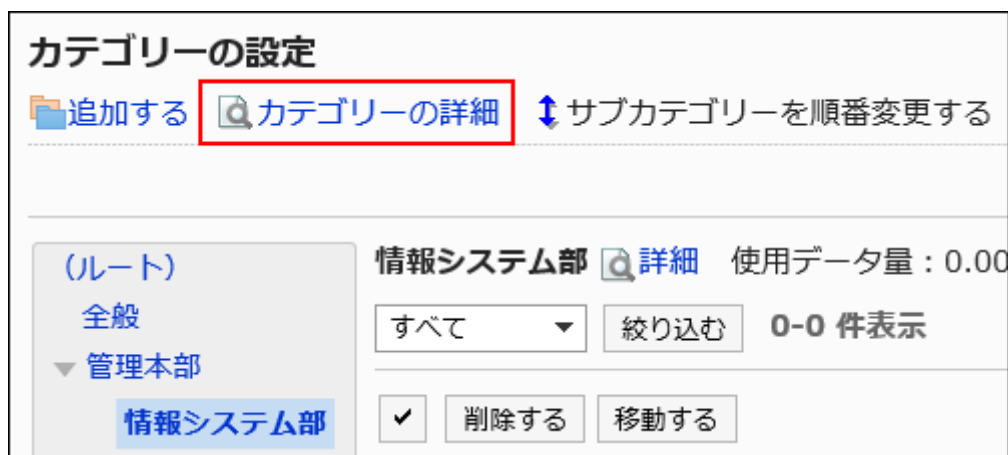 カテゴリーの設定
追加する カテゴリーの詳細 サブカテゴリーを順番変更する
(ルート)
全般
管理本部
情報システム部
情報システム部 詳細 使用データ量 : 0.00
すべて 絞り込む 0-0 件表示
削除する 移動する